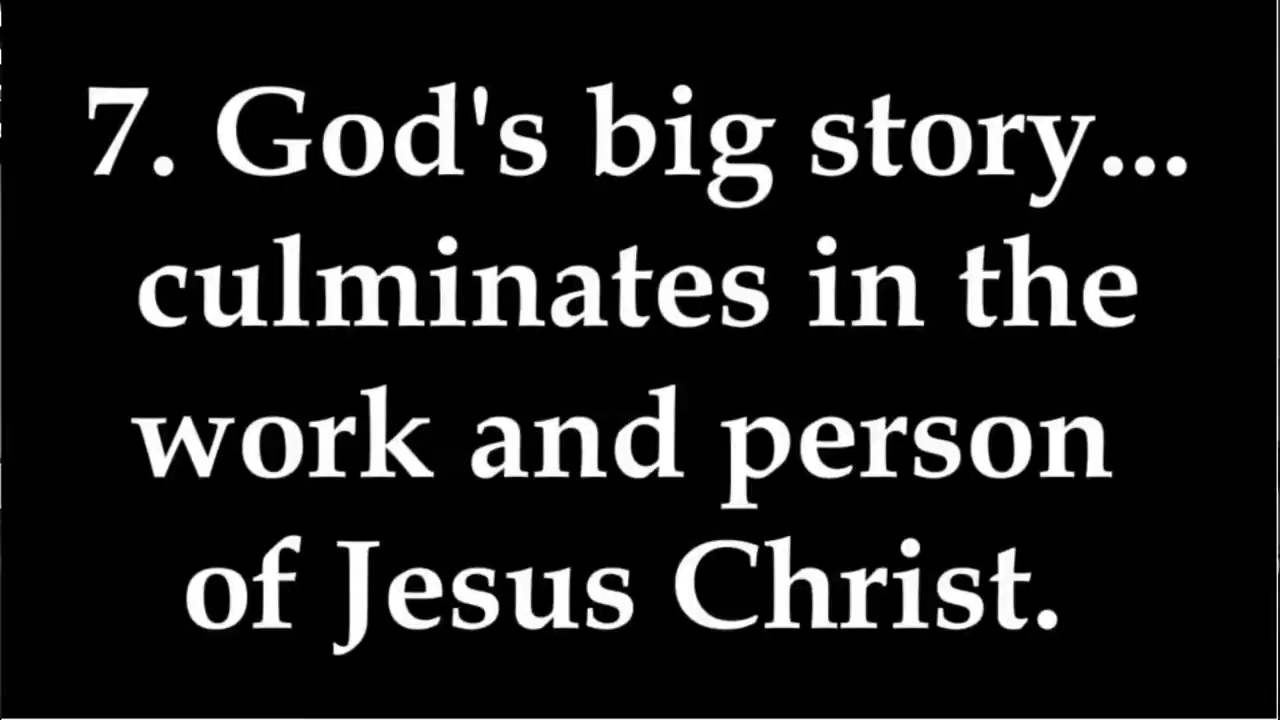 7. God's big story...
culminates in the
work and person
of Jesus Christ.